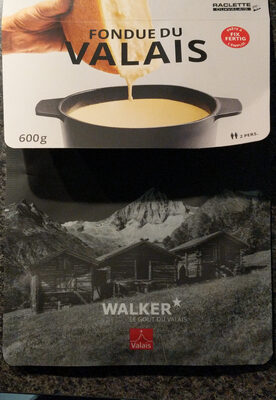 RACLETTE
FONDUE DU
VALAIS
FIX
FERTIG
600g
2 PERS.
WALKER*
LE GOÛT DU VALAIS
Valais